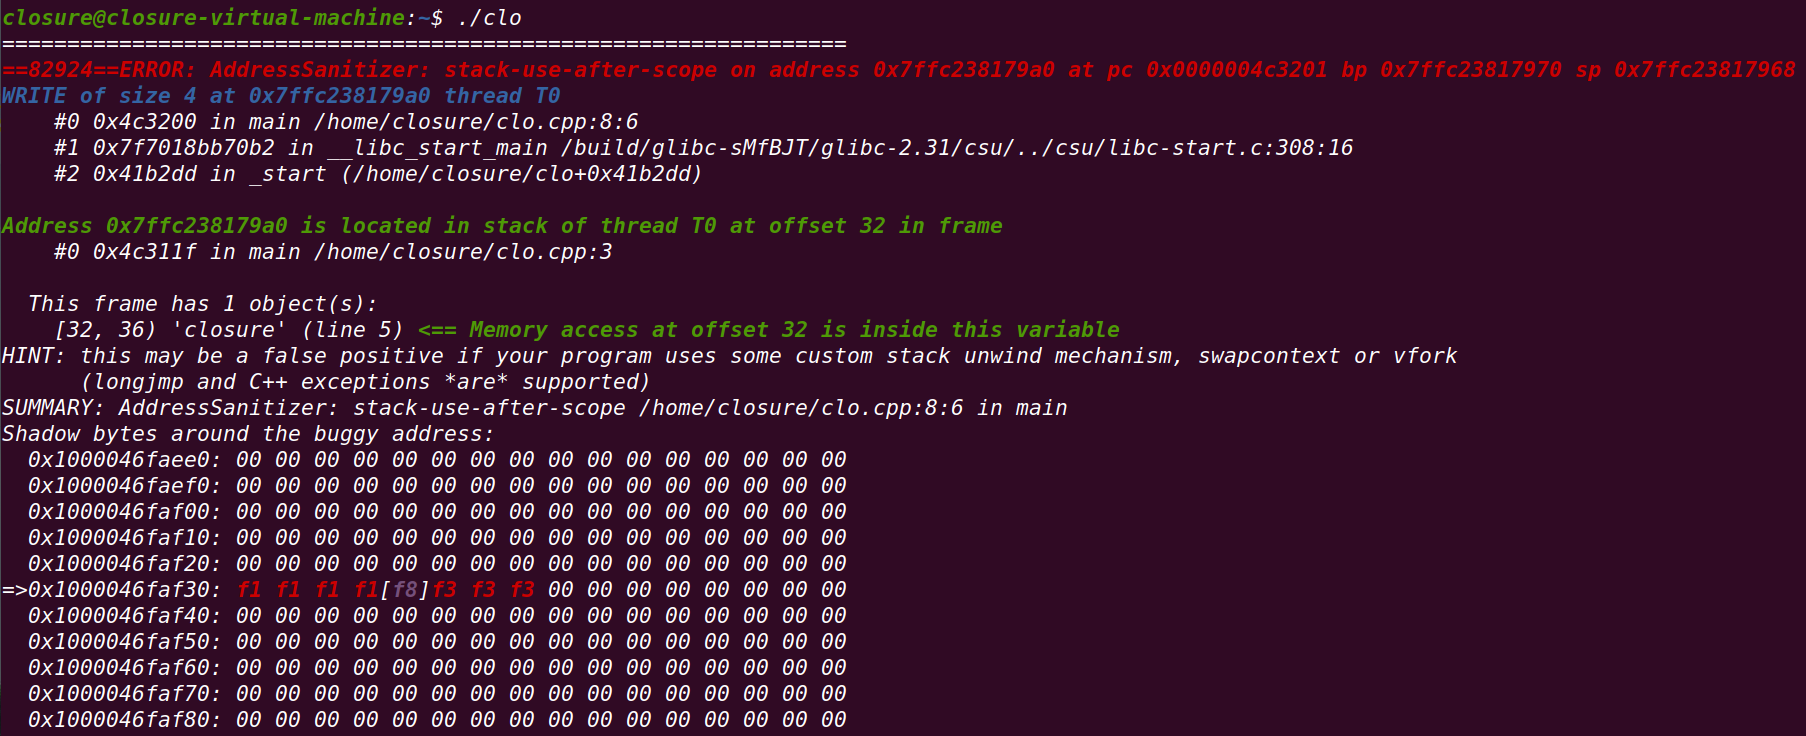 closure@closure-virtual-machine:~$ ./clo
=================================================================
==82924==ERROR: AddressSanitizer: stack-use-after-scope on address 0x7ffc238179a0 at pc 0x0000004c3201 bp 0x7ffc23817970 sp 0x7ffc23817968
WRITE of size 4 at 0x7ffc238179a0 thread T0
    #0 0x4c3200 in main /home/closure/clo.cpp:8:6
    #1 0x7f7018bb70b2 in __libc_start_main /build/glibc-sMfBJT/glibc-2.31/csu/../csu/libc-start.c:308:16
    #2 0x41b2dd in _start (/home/closure/clo+0x41b2dd)

Address 0x7ffc238179a0 is located in stack of thread T0 at offset 32 in frame
    #0 0x4c311f in main /home/closure/clo.cpp:3

  This frame has 1 object(s):
    [32, 36) 'closure' (line 5) <== Memory access at offset 32 is inside this variable
HINT: this may be a false positive if your program uses some custom stack unwind mechanism, swapcontext or vfork
      (longjmp and C++ exceptions *are* supported)
SUMMARY: AddressSanitizer: stack-use-after-scope /home/closure/clo.cpp:8:6 in main
Shadow bytes around the buggy address:
  0x1000046faee0: 00 00 00 00 00 00 00 00 00 00 00 00 00 00 00 00
  0x1000046faef0: 00 00 00 00 00 00 00 00 00 00 00 00 00 00 00 00
  0x1000046faf00: 00 00 00 00 00 00 00 00 00 00 00 00 00 00 00 00
  0x1000046faf10: 00 00 00 00 00 00 00 00 00 00 00 00 00 00 00 00
  0x1000046faf20: 00 00 00 00 00 00 00 00 00 00 00 00 00 00 00 00
=>0x1000046faf30: f1 f1 f1 f1[f8]f3 f3 f3 00 00 00 00 00 00 00 00
  0x1000046faf40: 00 00 00 00 00 00 00 00 00 00 00 00 00 00 00 00
  0x1000046faf50: 00 00 00 00 00 00 00 00 00 00 00 00 00 00 00 00
  0x1000046faf60: 00 00 00 00 00 00 00 00 00 00 00 00 00 00 00 00
  0x1000046faf70: 00 00 00 00 00 00 00 00 00 00 00 00 00 00 00 00
  0x1000046faf80: 00 00 00 00 00 00 00 00 00 00 00 00 00 00 00 00